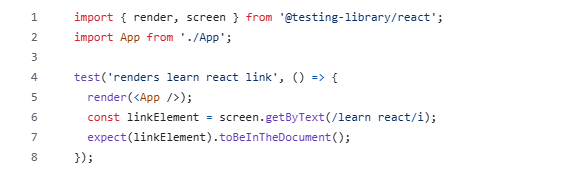 1 import { render, screen } from '@testing-library/react';
2 import App from './App';
3
4 test('renders learn react link', () => {
5   render(<App />);
6   const linkElement = screen.getByText(/learn react/i);
7   expect(linkElement).toBeInTheDocument();
8 });